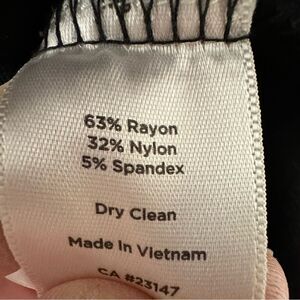 63% Rayon
32% Nylon
5% Spandex
Dry Clean
Made In Vietnam
CA #23147